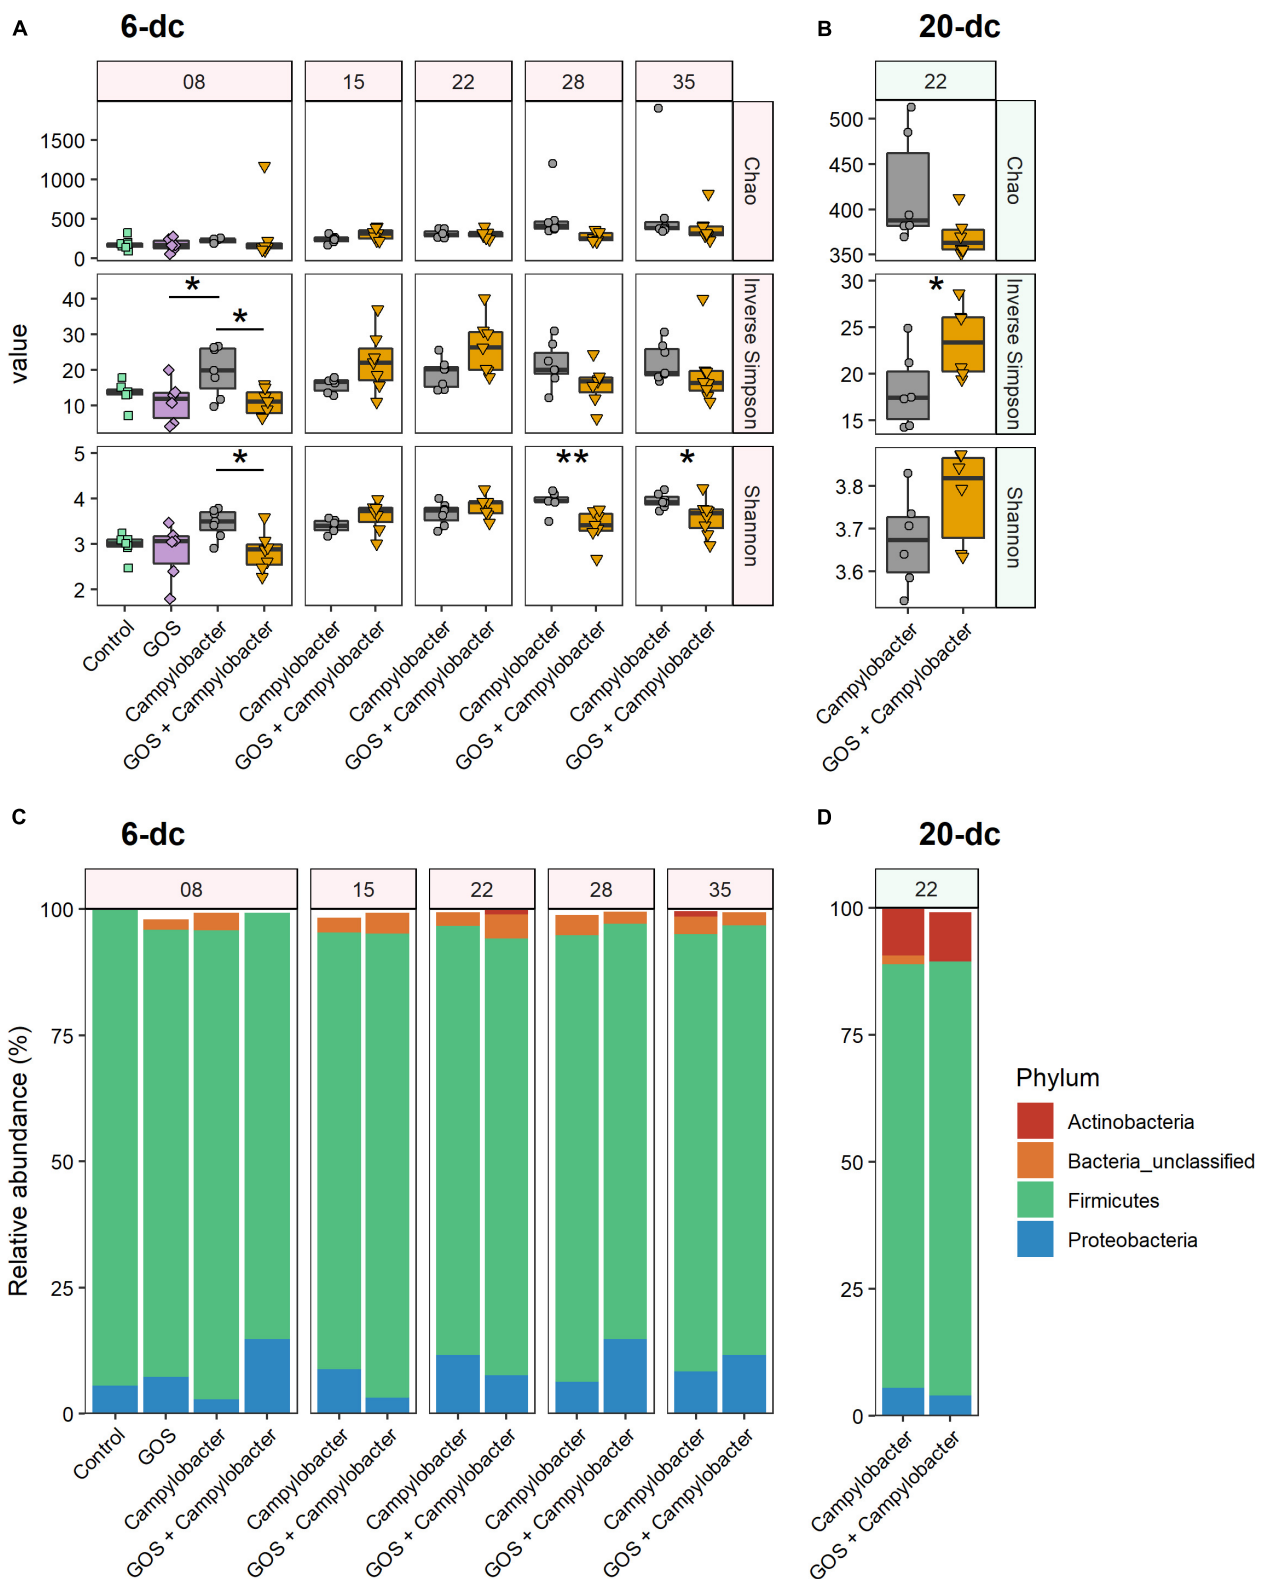 A
6-dc
B
20-dc
08
15
22
28
35
22
1500
1000
500
0
Chao
500
450
400
350
Chao
value
40
30
20
10
*
*
Inverse Simpson
30
25
20
15
*
Inverse Simpson
5
4
3
2
*
**
*
Shannon
3.8
3.7
3.6
Shannon
Control
GOS
Campylobacter
GOS + Campylobacter
Campylobacter
GOS + Campylobacter
Campylobacter
GOS + Campylobacter
Campylobacter
GOS + Campylobacter
Campylobacter
GOS + Campylobacter
Campylobacter
GOS + Campylobacter
C
6-dc
D
20-dc
08
15
22
28
35
22
Relative abundance (%)
100
75
50
25
0
100
75
50
25
0
Phylum
Actinobacteria
Bacteria_unclassified
Firmicutes
Proteobacteria
Control
GOS
Campylobacter
GOS + Campylobacter
Campylobacter
GOS + Campylobacter
Campylobacter
GOS + Campylobacter
Campylobacter
GOS + Campylobacter
Campylobacter
GOS + Campylobacter
Campylobacter
GOS + Campylobacter